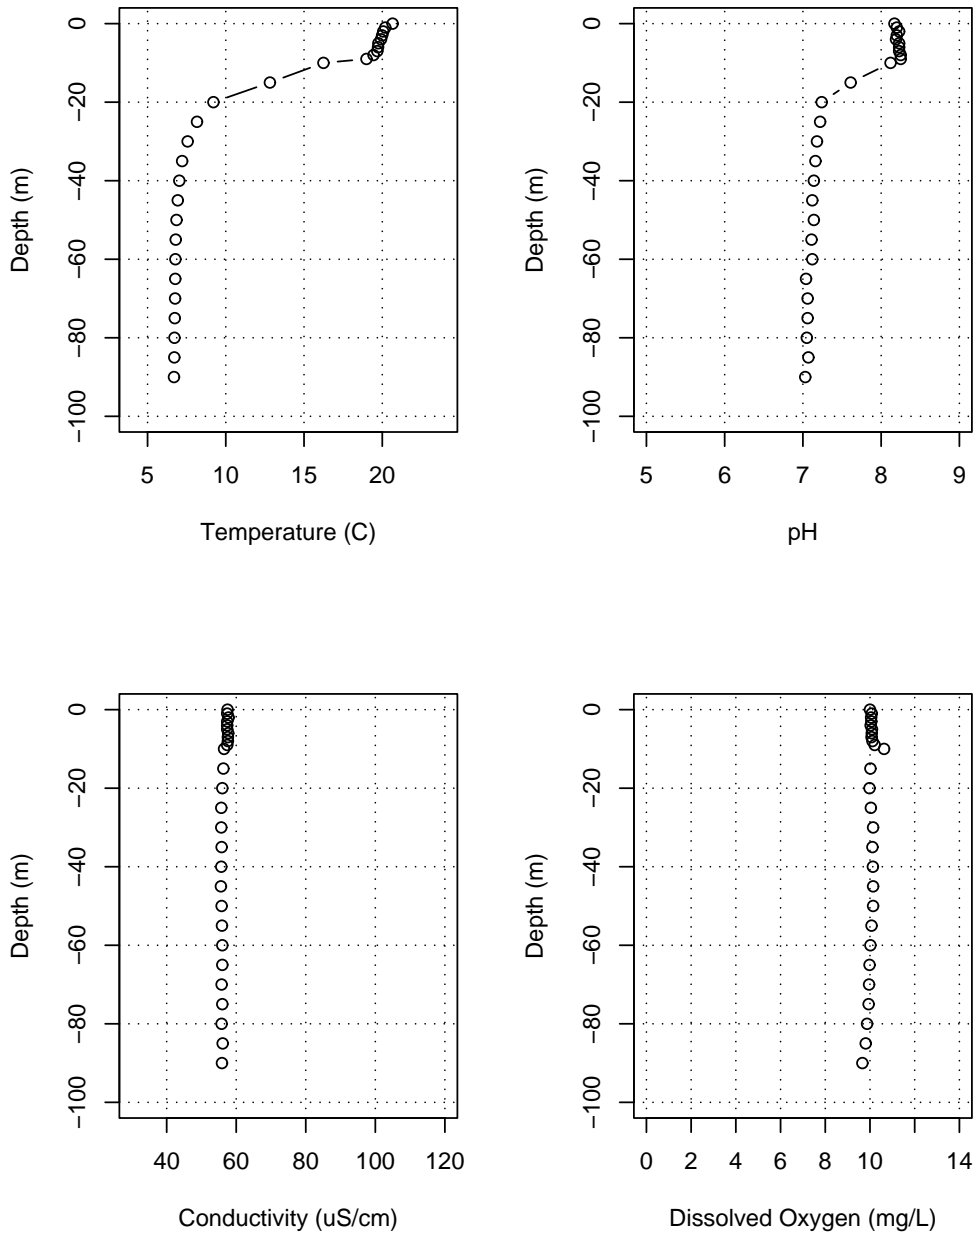 0
−20
−40
−60
−80
−100
Depth (m)
5 10 15 20
Temperature (C)
0
−20
−40
−60
−80
−100
Depth (m)
5 6 7 8 9
pH
0
−20
−40
−60
−80
−100
Depth (m)
40 60 80 100 120
Conductivity (uS/cm)
0
−20
−40
−60
−80
−100
Depth (m)
0 2 4 6 8 10 14
Dissolved Oxygen (mg/L)